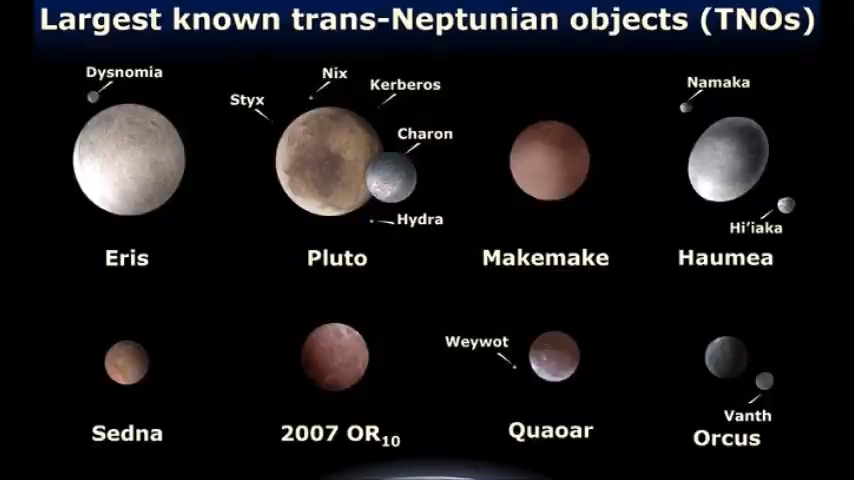 Largest known trans-Neptunian objects (TNOs)
Dysnomia
Nix
Kerberos
Styx
Charon
Hydra
Namaka
Hi'iaka
Eris
Pluto
Makemake
Haumea
Weywot
Vanth
Sedna
2007 OR10
Quaoar
Orcus